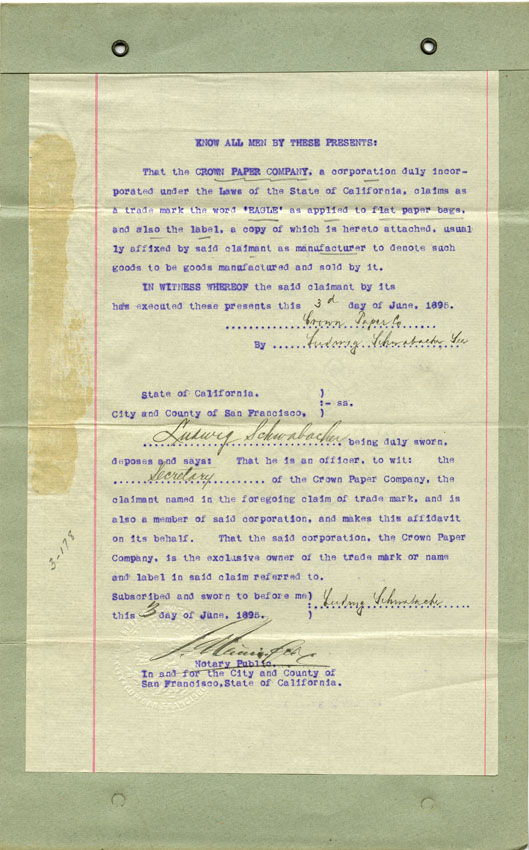 KNOW ALL MEN BY THESE PRESENTS:
That the CROWN PAPER COMPANY, a corporation duly incor-
porated under the Laws of the State of California, claims as
a trade mark the word 'EAGLE' as applied to flat paper bags,
and also the label, a copy of which is hereto attached, usual
ly affixed by said claimant as manufacturer to denote such
goods to be goods manufactured and sold by it.
IN WITNESS WHEREOF the said claimant by its
has executed these presents this 3d day of June, 1895.
Crown Paper Co
By Ludwig Schwabacher Sec
State of California. )
:- ss.
City and County of San Francisco, )
Ludwig Schwabacher being duly sworn,
deposes and says: That he is an officer, to wit: the
Secretary of the Crown Paper Company, the
claimant named in the foregoing claim of trade mark, and is
also a member of said corporation, and makes this affidavit
on its behalf. That the said corporation, the Crown Paper
Company, is the exclusive owner of the trade mark or name
and label in said claim referred to.
Subscribed and sworn to before me) : Ludwig Schwabacher
this 3 day of June, 1895. )
Notary Public.
In and for the City and County of
San Francisco, State of California.
3-178